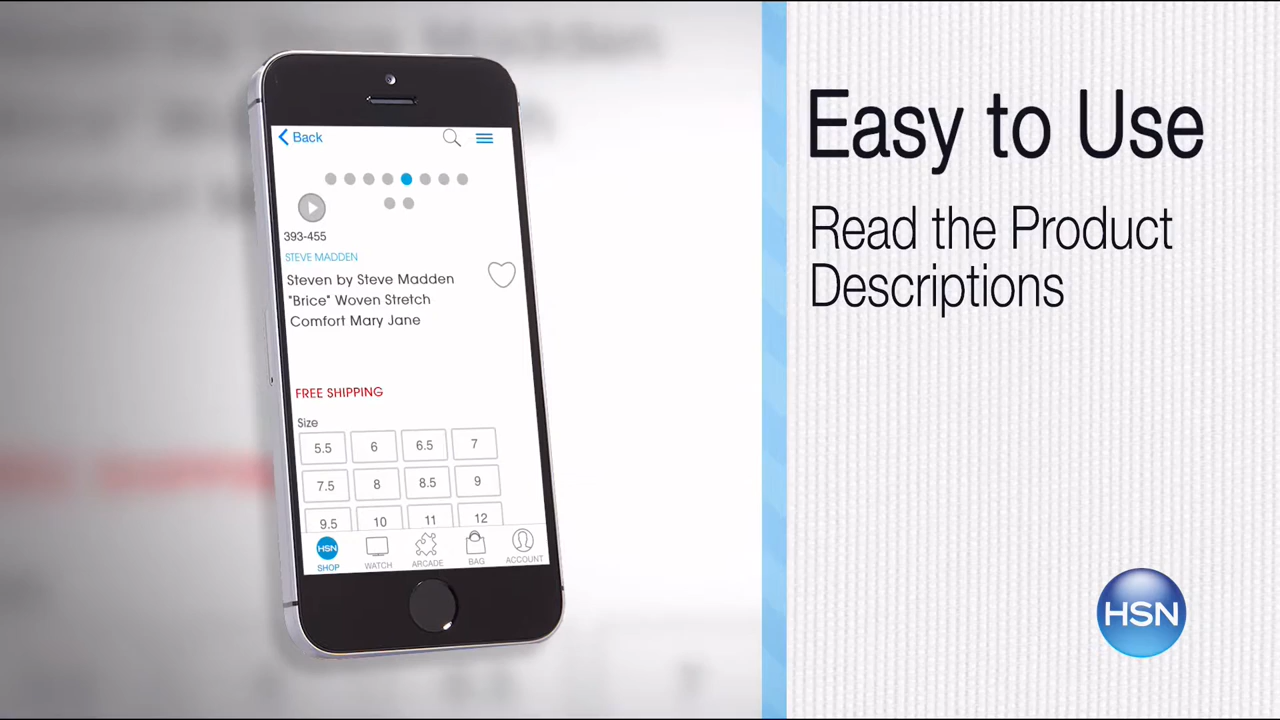 Back
393-455
STEVE MADDEN
Steven by Steve Madden
"Brice" Woven Stretch
Comfort Mary Jane
FREE SHIPPING
Size
5.5 6 6.5 7
7.5 8 8.5 9
9.5 10 11 12
HSN
SHOP WATCH ARCADE BAG ACCOUNT
Easy to Use
Read the Product
Descriptions
HSN